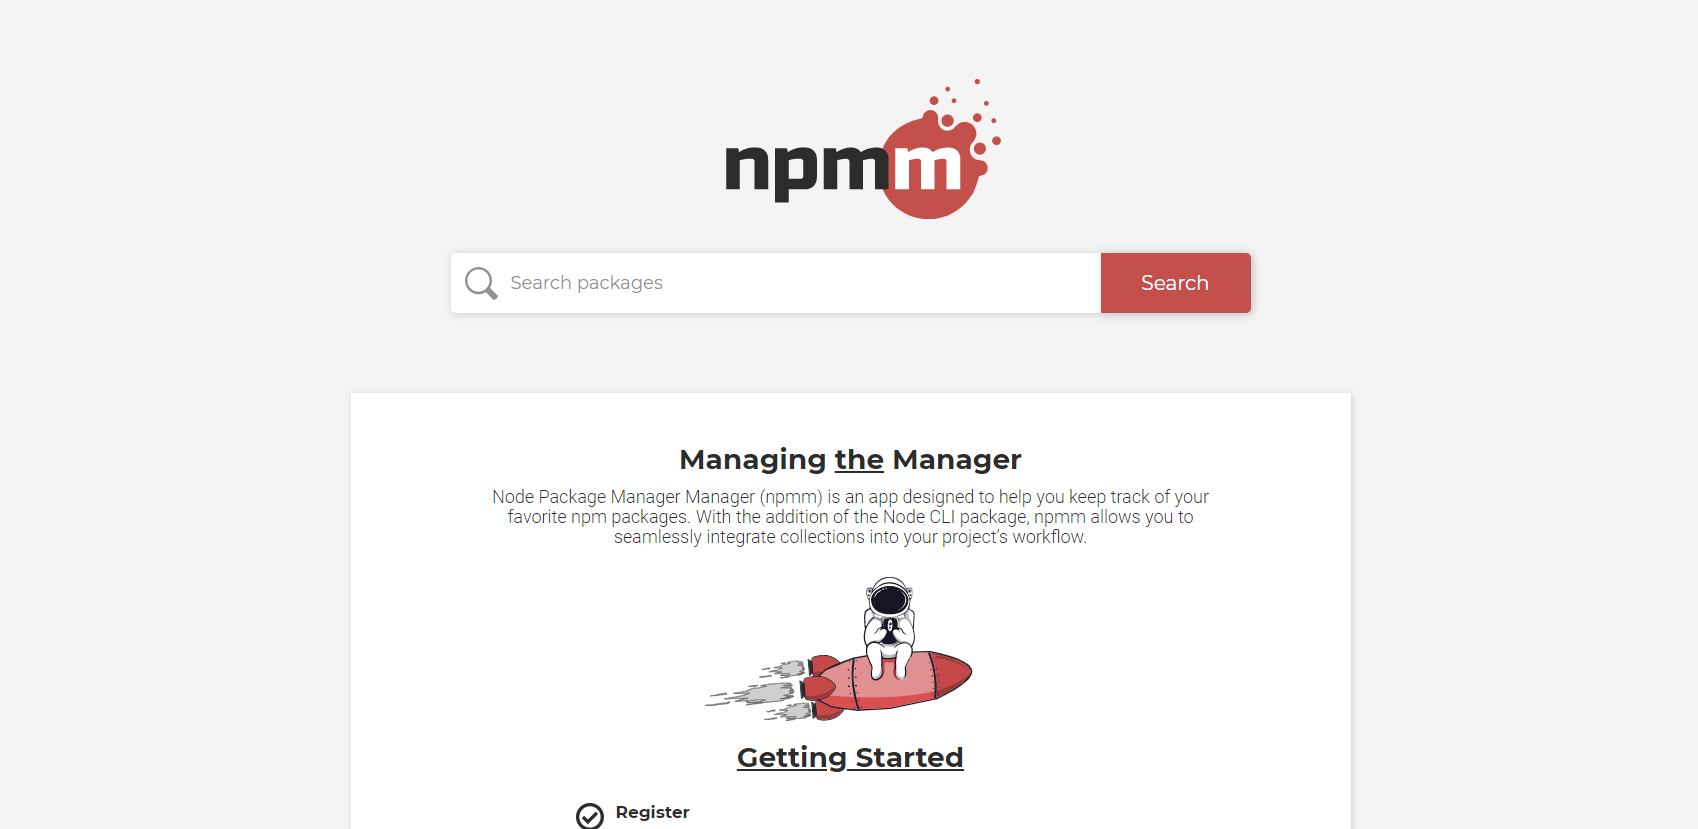 npmm
Search packages
Search
Managing the Manager
Node Package Manager Manager (npmm) is an app designed to help you keep track of your
favorite npm packages. With the addition of the Node CLI package, npmm allows you to
seamlessly integrate collections into your project’s workflow.
Getting Started
Register